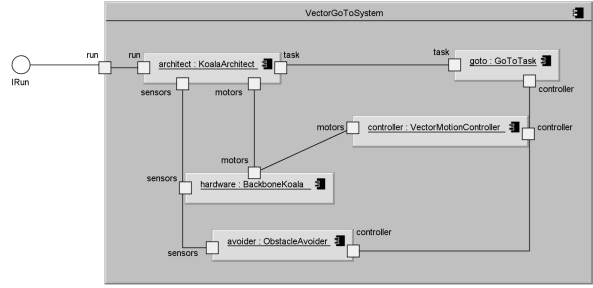 VectorGoToSystem
run
run
task
task
IRun
architect : KoalaArchitect
goto : GoToTask
sensors
motors
controller
motors
controller : VectorMotionController
controller
motors
sensors
hardware : BackboneKoala
avoider : ObstacleAvoider
controller
sensors